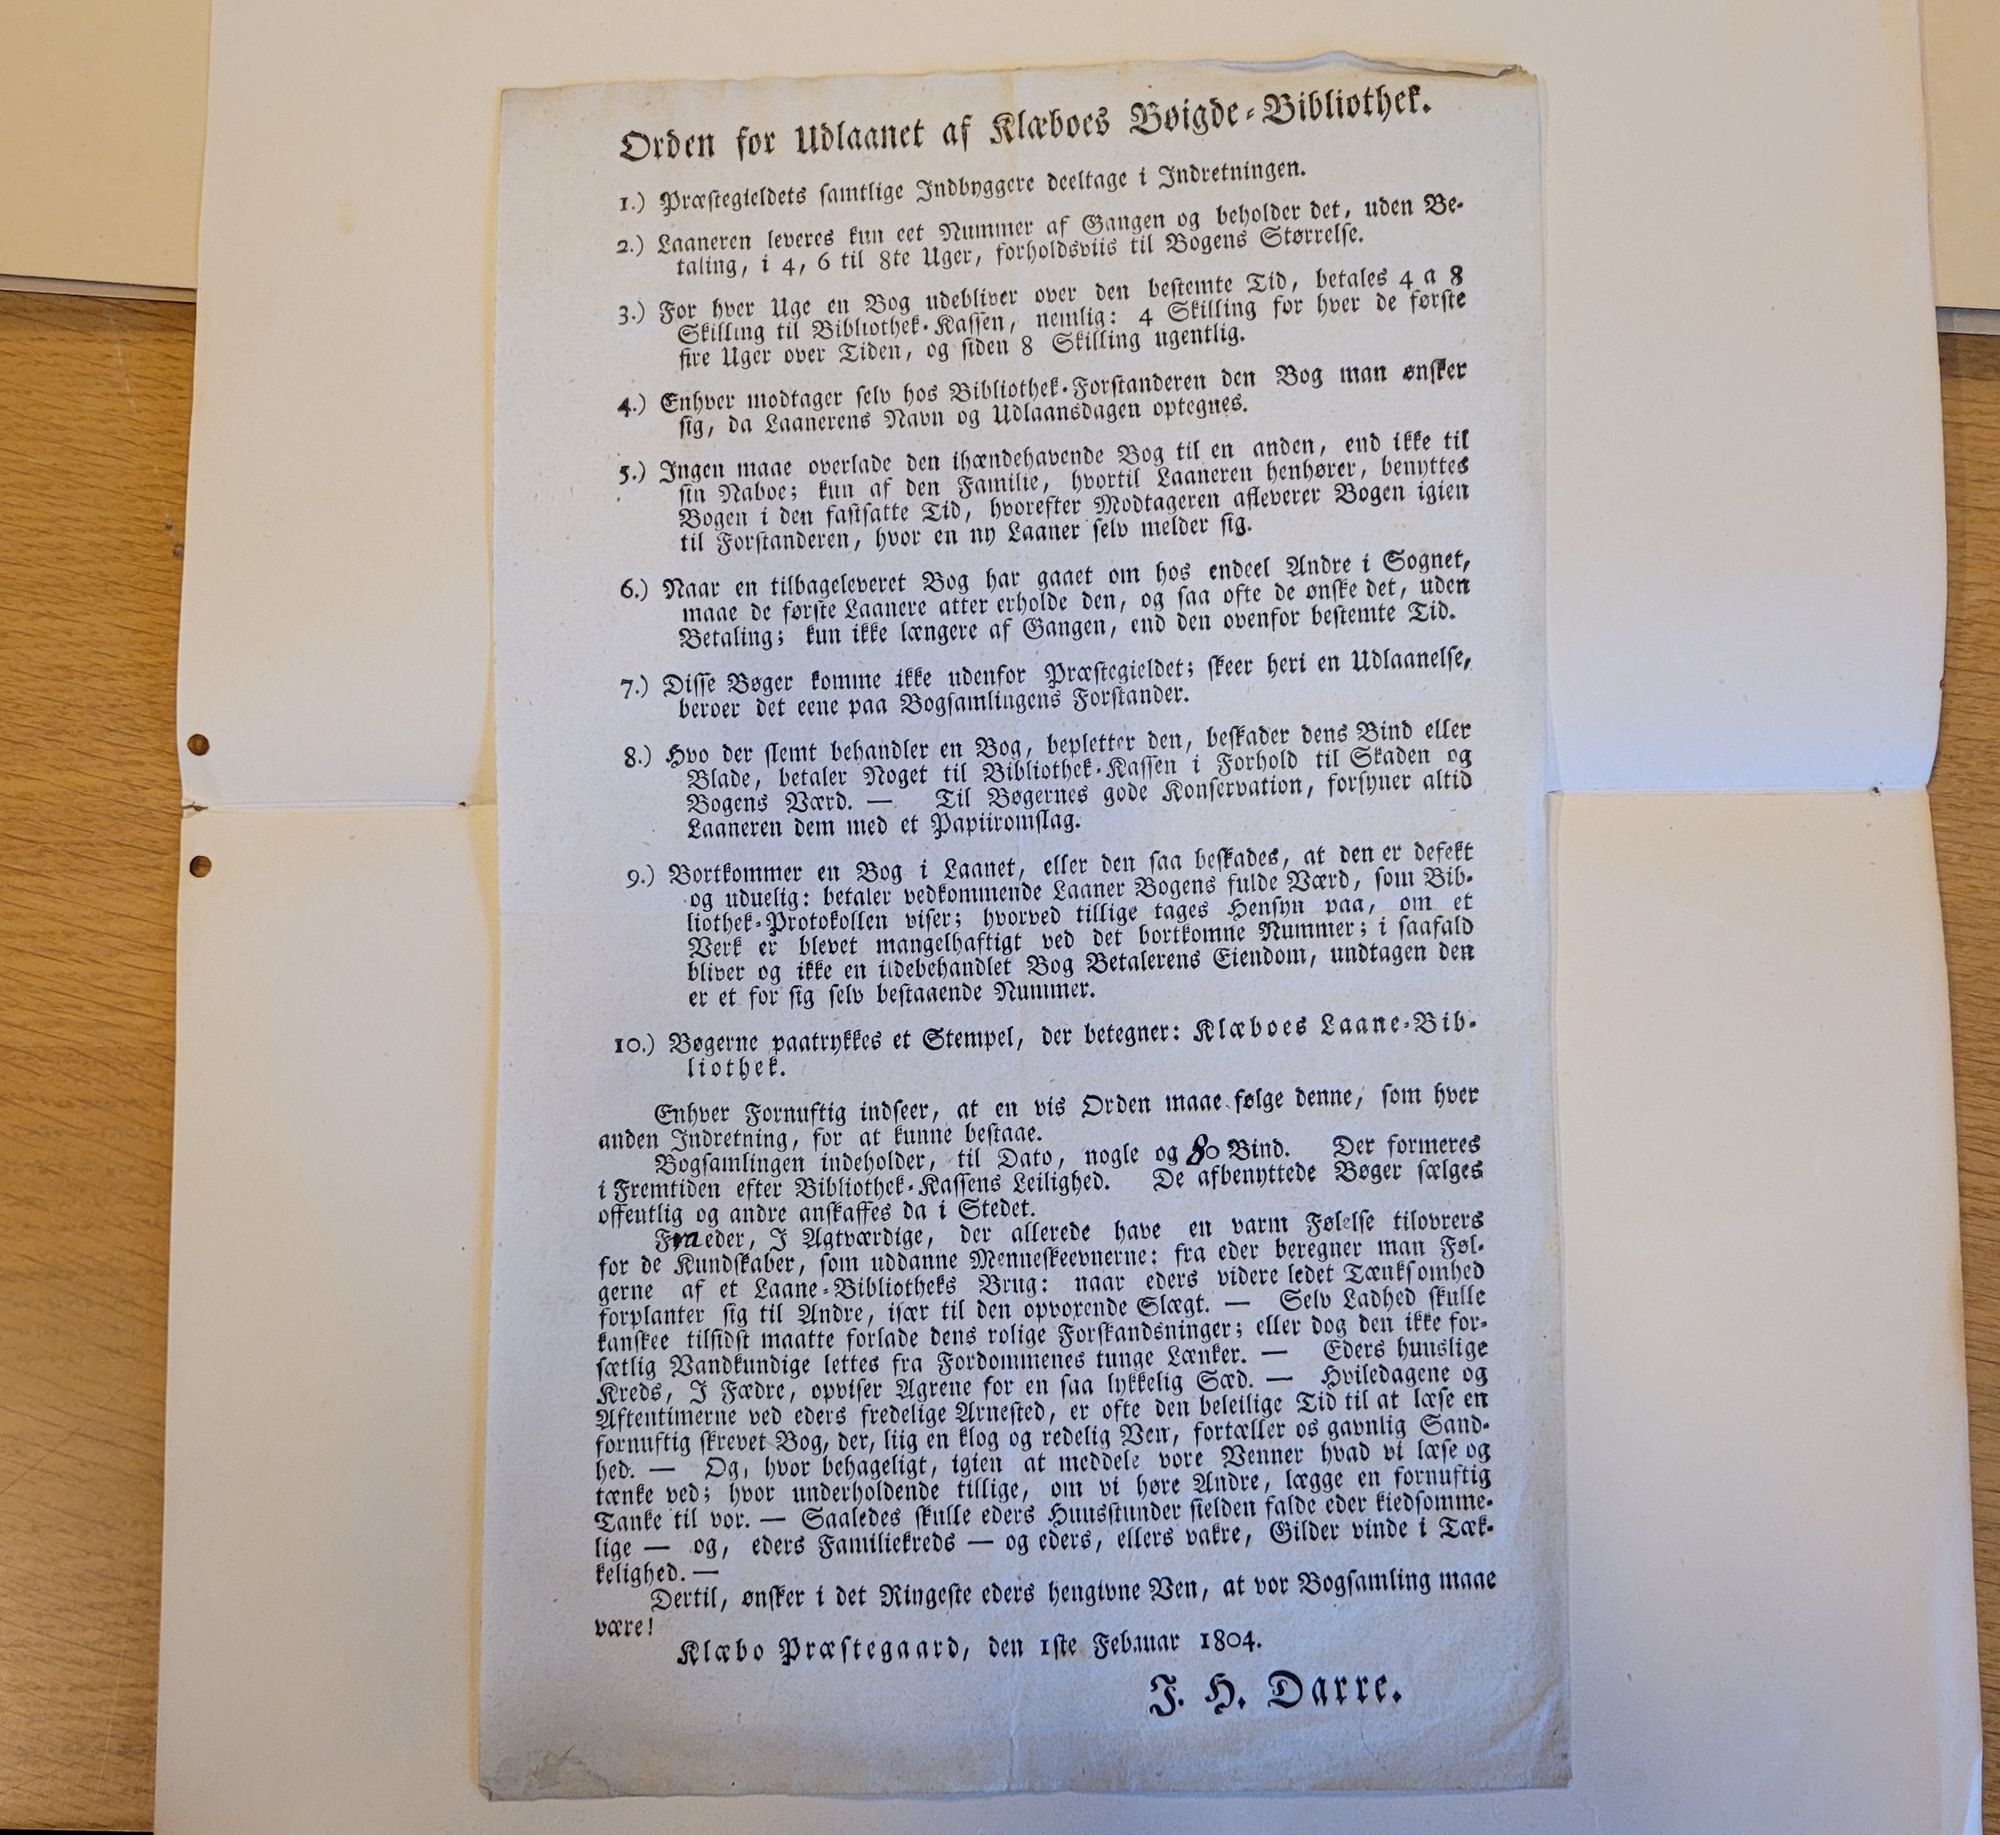 Orden for Udlaanet af Klæboes Bøigde-Bibliothek.
1.) Præstegieldets samtlige Indbyggere deeltage i Indretningen.
2.) Laaneren leveres kun eet Nummer af Gangen og beholder det, uden Be-
taling, i 4, 6 til 8te Uger, forholdsviis til Bogens Størrelse.
3.) For hver Uge en Bog udebliver over den bestemte Tid, betales 4 a 8
Skilling til Bibliothek-Kassen, nemlig: 4 Skilling for hver de første
fire Uger over Tiden, og siden 8 Skilling ugentlig.
4.) Enhver modtager selv hos Bibliothek-Forstanderen den Bog man ønsker
sig, da Laanerens Navn og Udlaansdagen optegnes.
5.) Ingen maae overlade den ihændehavende Bog til en anden, end ikke til
sin Naboe; kun af den Familie, hvortil Laaneren henhører, benyttes
Bogen i den fastsatte Tid, hvorefter Modtageren afleverer Bogen igien
til Forstanderen, hvor en ny Laaner selv melder sig.
6.) Naar en tilbageleveret Bog har gaaet om hos endeel Andre i Sognet,
maae de første Laanere atter erholde den, og saa ofte de ønske det, uden
Betaling; kun ikke længere af Gangen, end den ovenfor bestemte Tid.
7.) Disse Bøger komme ikke udenfor Præstegieldet; skeer heri en Udlaanelse,
beroer det eene paa Bogsamlingens Forstander.
8.) Hvo der slemt behandler en Bog, bepletter den, beskader dens Bind eller
Blade, betaler Noget til Bibliothek-Kassen i Forhold til Skaden og
Bogens Værd. — Til Bøgernes gode Konservation, forsyner altid
Laaneren dem med et Papiiromslag.
9.) Bortkommer en Bog i Laanet, eller den saa beskades, at den er defekt
og uduelig: betaler vedkommende Laaner Bogens fulde Værd, som Bib-
liothek-Protokollen viser; hvorved tillige tages Hensyn paa, om et
Verk er blevet mangelhaftigt ved det bortkomne Nummer; i saafald
bliver og ikke en ildebehandlet Bog Betalerens Eiendom, undtagen den
er et for sig selv bestaaende Nummer.
10.) Bøgerne paatrykkes et Stempel, der betegner: Klæboes Laane-Bib-
liothek.
Enhver Fornuftig indseer, at en vis Orden maae følge denne, som hver
anden Indretning, for at kunne bestaae.
Bogsamlingen indeholder, til Dato, nogle og 80 Bind. Der formeres
i Fremtiden efter Bibliothek-Kassens Leilighed. De afbenyttede Bøger sælges
offentlig og andre anskaffes da i Stedet.
Fra eder, I Agtværdige, der allerede have en varm Følelse tilovrers
for de Kundskaber, som uddanne Menneskeevnerne: fra eder beregner man Føl-
gerne af et Laane-Bibliotheks Brug: naar eders videre ledet Tænksomhed
forplanter sig til Andre, især til den opvoxende Slægt. — Selv Ladhed skulle
kanskee tilsidst maatte forlade dens rolige Forskandsninger; eller dog den ikke for-
sætlig Vandkundige lettes fra Fordommenes tunge Lænker. — Eders huuslige
Kreds, I Fædre, opviser Agrene for en saa lykkelig Sæd. — Hviledagene og
Aftentimerne ved eders fredelige Arnested, er ofte den beleilige Tid til at læse en
fornuftig skrevet Bog, der, liig en klog og redelig Ven, fortæller os gavnlig Sand-
hed. — Og, hvor behageligt, igien at meddele vore Venner hvad vi læse og
tænke ved; hvor underholdende tillige, om vi høre Andre, lægge en fornuftig
Tanke til vor. — Saaledes skulle eders Huusstunder sielden falde eder kiedsomme-
lige — og, eders Familiekreds — og eders, ellers vakre, Gilder vinde i Tæk-
kelighed. —
Dertil, ønsker i det Ringeste eders hengivne Ven, at vor Bogsamling maae
være!
Klæbo Præstegaard, den 1ste Februar 1804.
J. H. Darre.